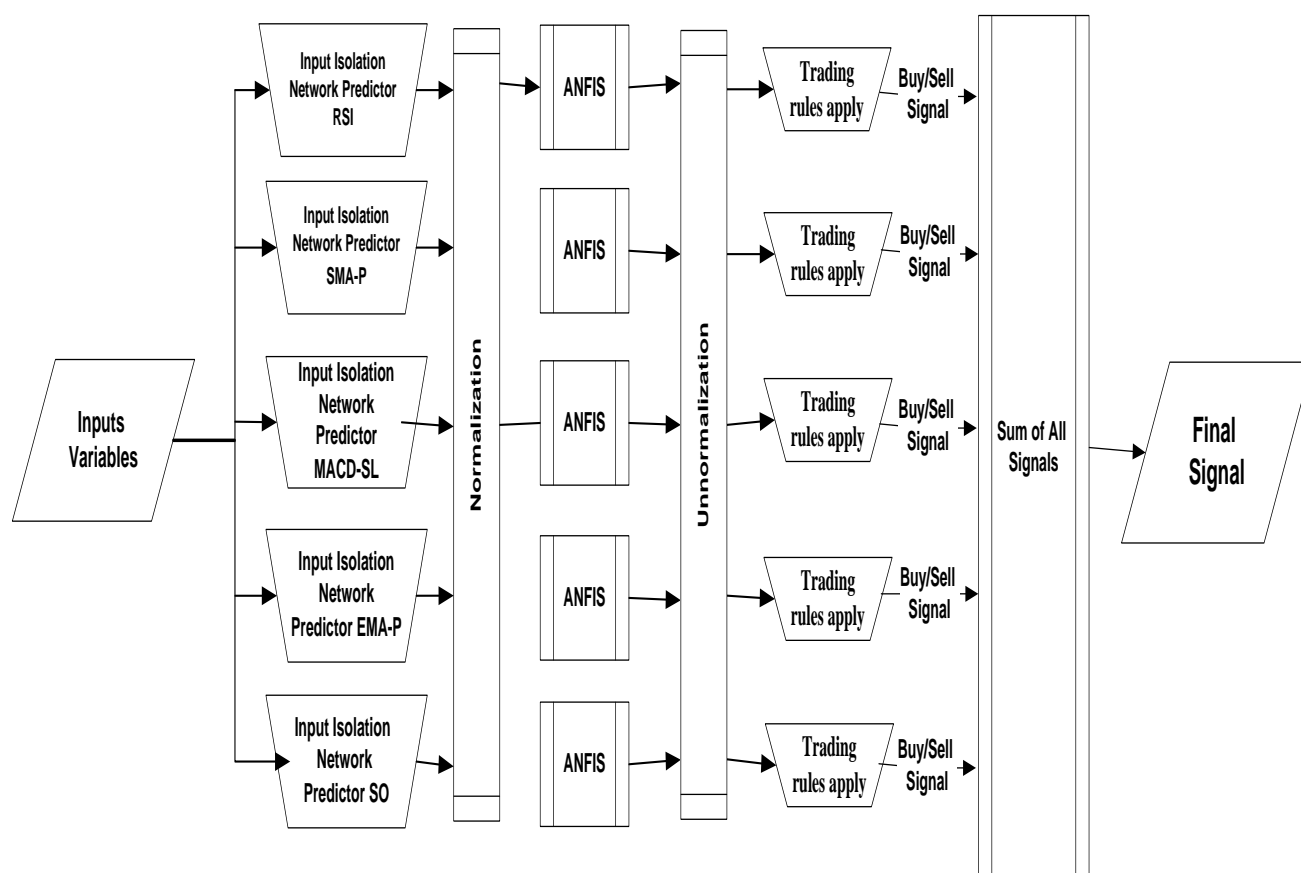 Inputs
Variables
Input Isolation
Network Predictor
RSI
Input Isolation
Network Predictor
SMA-P
Input Isolation
Network
Predictor
MACD-SL
Input Isolation
Network
Predictor EMA-P
Input Isolation
Network
Predictor SO
Normalization
ANFIS
ANFIS
ANFIS
ANFIS
ANFIS
Unnormalization
Trading
rules apply
Trading
rules apply
Trading
rules apply
Trading
rules apply
Trading
rules apply
Buy/Sell
Signal
Buy/Sell
Signal
Buy/Sell
Signal
Buy/Sell
Signal
Buy/Sell
Signal
Sum of All
Signals
Final
Signal